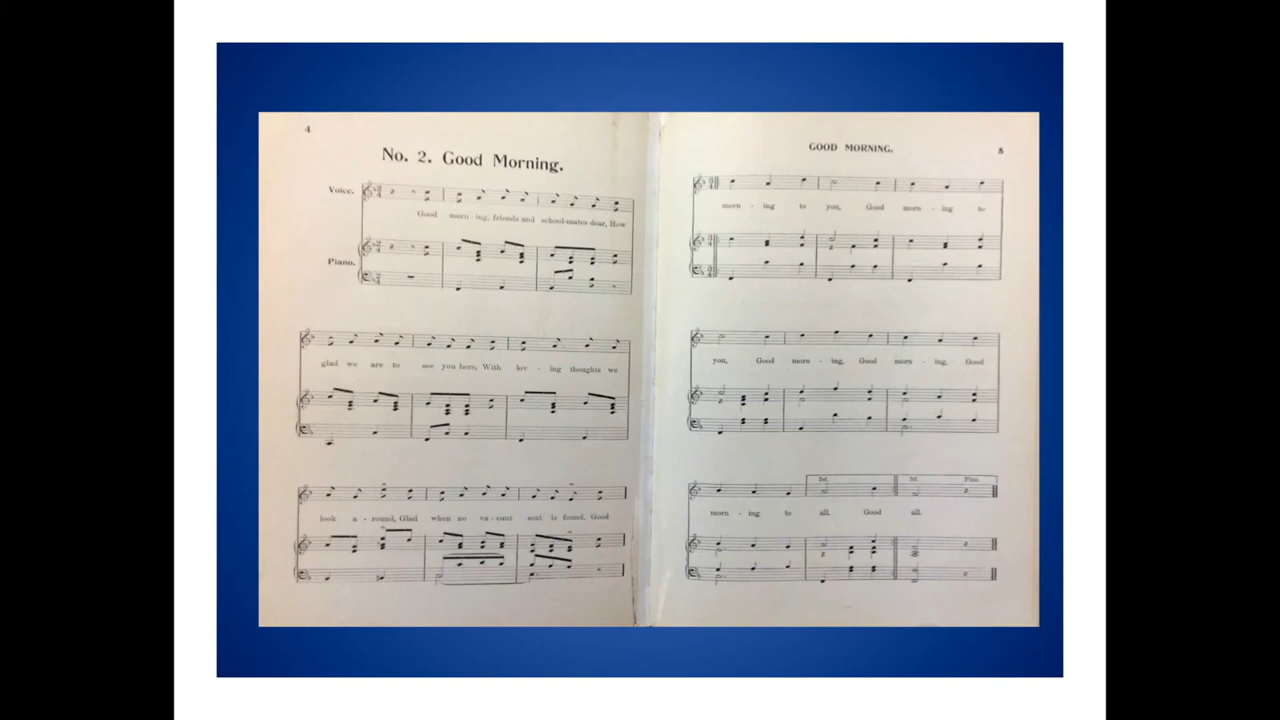 4
No. 2. Good Morning.
Voice.
Good morn - ing, friends and school-mates dear, How
Piano.
glad we are to see you here, With lov - ing thoughts we
look a - round, Glad when no va - cant seat is found. Good
GOOD MORNING.
morn - ing to you, Good morn - ing to
you, Good morn - ing, Good morn - ing, Good
Fine.
morn - ing to all. Good all.